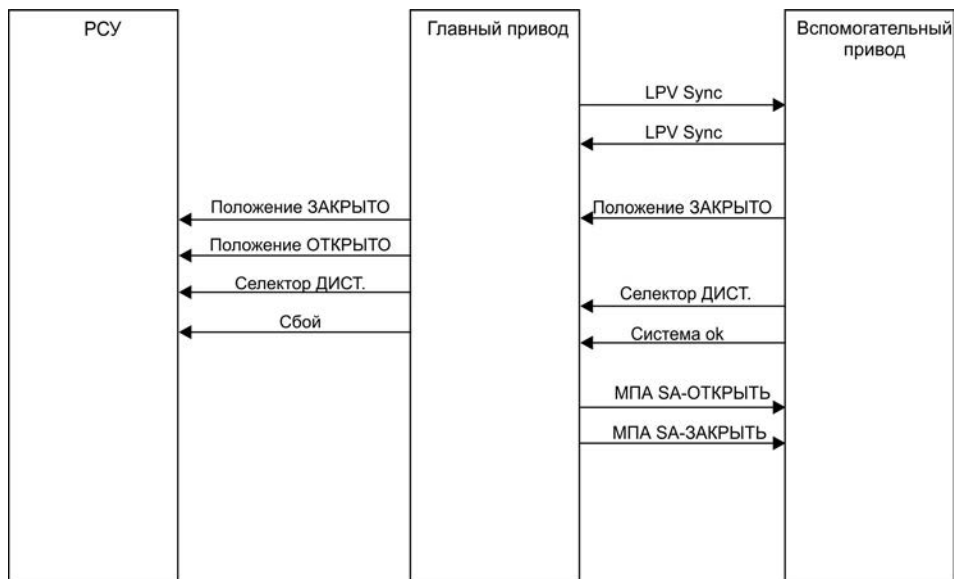 РСУ
Главный привод
Вспомогательный
привод
LPV Sync
LPV Sync
Положение ЗАКРЫТО
Положение ЗАКРЫТО
Положение ОТКРЫТО
Селектор ДИСТ.
Селектор ДИСТ.
Сбой
Система ok
МПА SA-ОТКРЫТЬ
МПА SA-ЗАКРЫТЬ